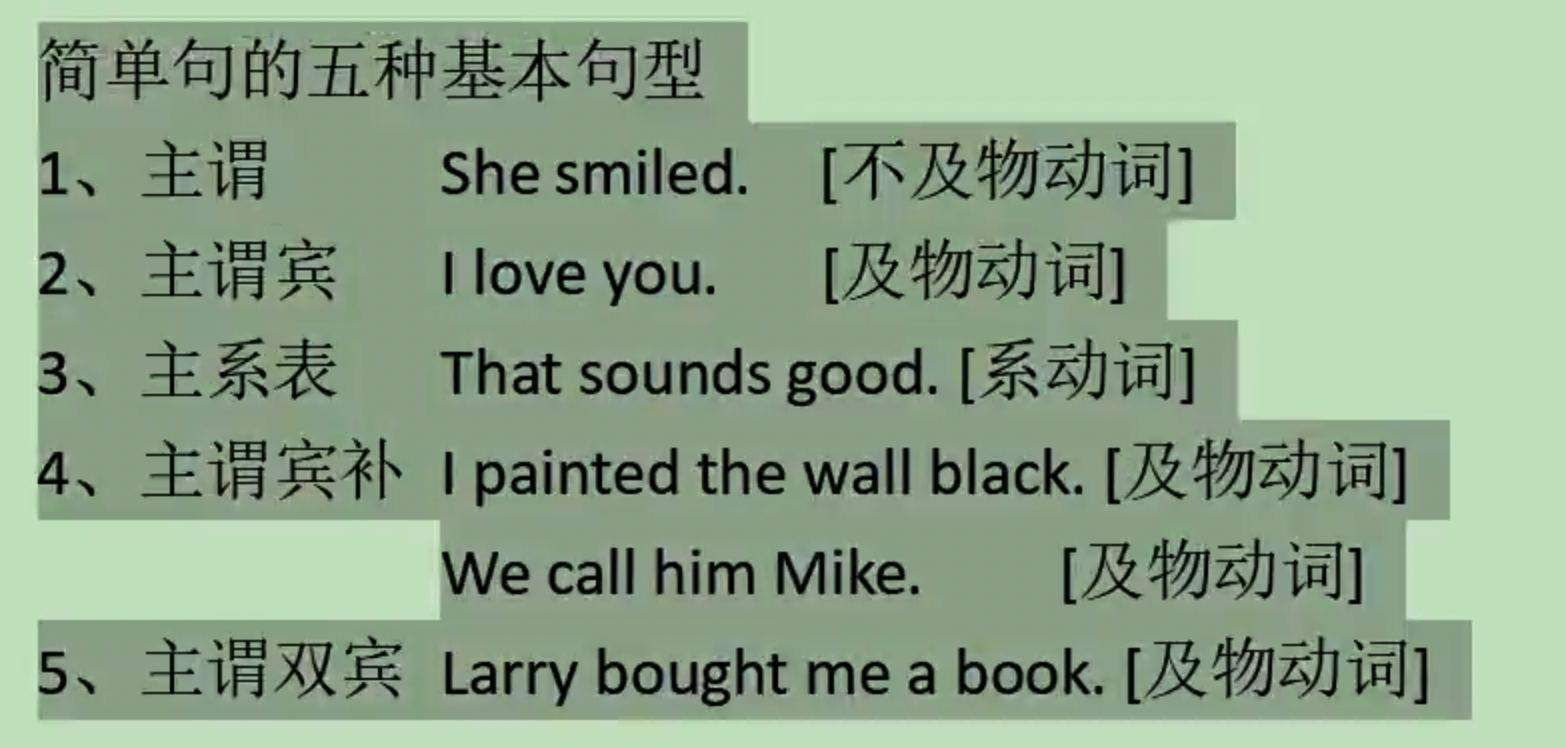 简单句的五种基本句型
1、主谓 She smiled. [不及物动词]
2、主谓宾 I love you. [及物动词]
3、主系表 That sounds good. [系动词]
4、主谓宾补 I painted the wall black. [及物动词]
We call him Mike. [及物动词]
5、主谓双宾 Larry bought me a book. [及物动词]